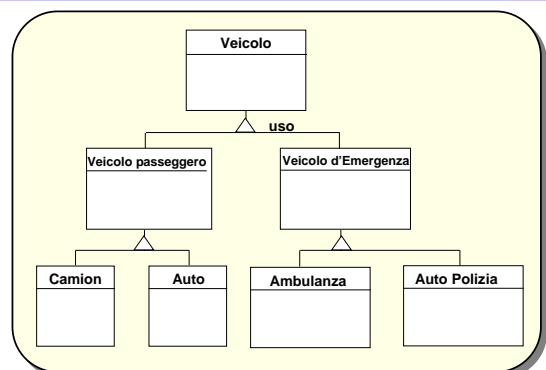 Veicolo
uso
Veicolo passeggero
Veicolo d'Emergenza
Camion
Auto
Ambulanza
Auto Polizia